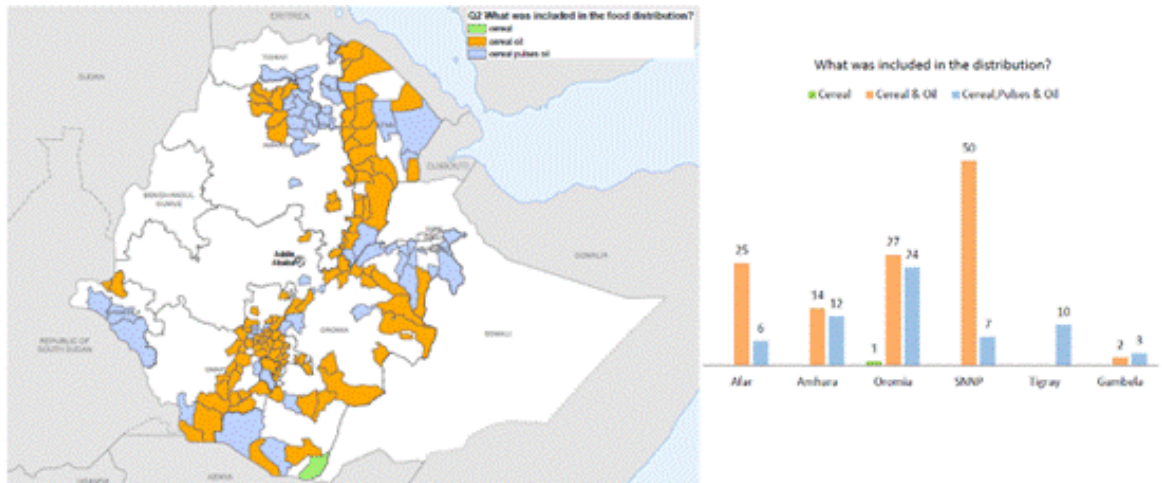 ERITREA
Q2 What was included in the food distribution?
cereal
cereal oil
cereal pulses oil
SUDAN
TIGRAY
DJIBOUTI
BENISHANGUL
GUMUZ
Addis
Ababa
SOMALIA
OROMIA
SOMALI
REPUBLIC OF
SOUTH SUDAN
KENYA
UGANDA
What was included in the distribution?
Cereal
Cereal & Oil
Cereal,Pulses & Oil
50
25
27
24
14
12
6
1
7
10
2
3
Afar
Amhara
Oromia
SNNP
Tigray
Gambela